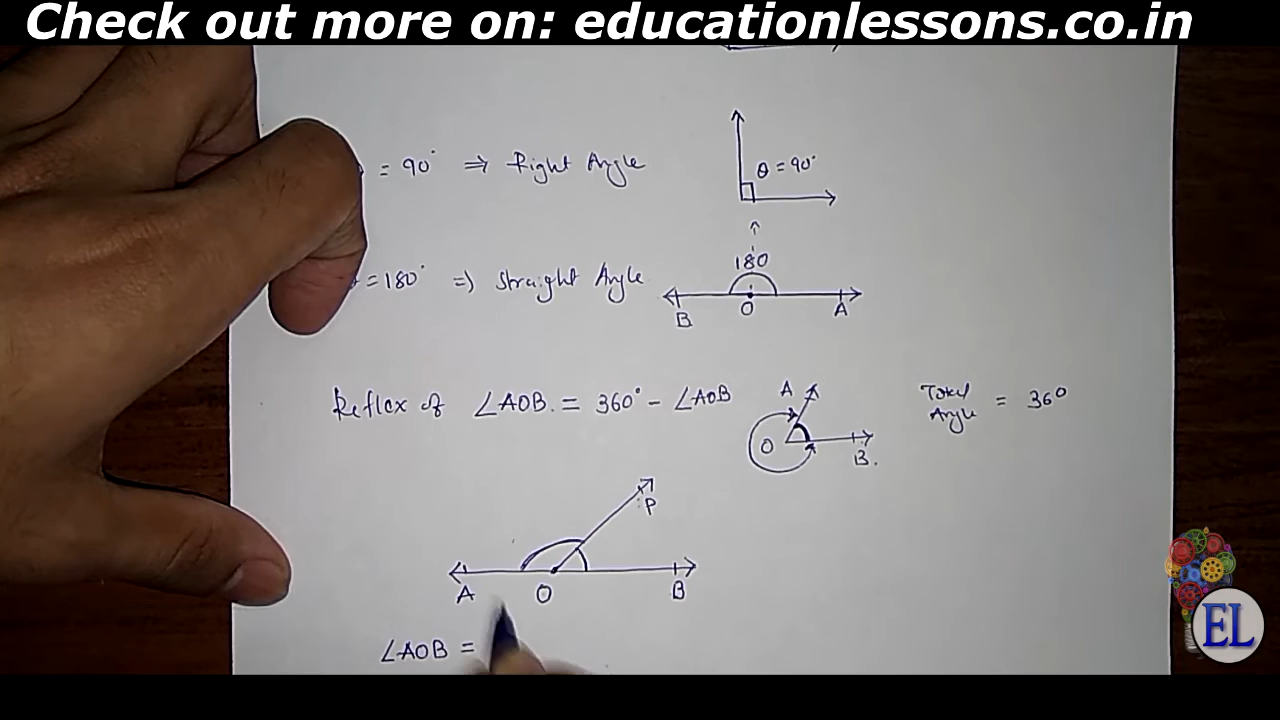 Check out more on: educationlessons.co.in
= 90° ⇒ Right Angle
θ = 90°
= 180° ⇒ Straight Angle
180
B O A
Reflex of ∠AOB. = 360° - ∠AOB
A
O
B.
Total Angle = 360
P
A O B
∠AOB =
EL